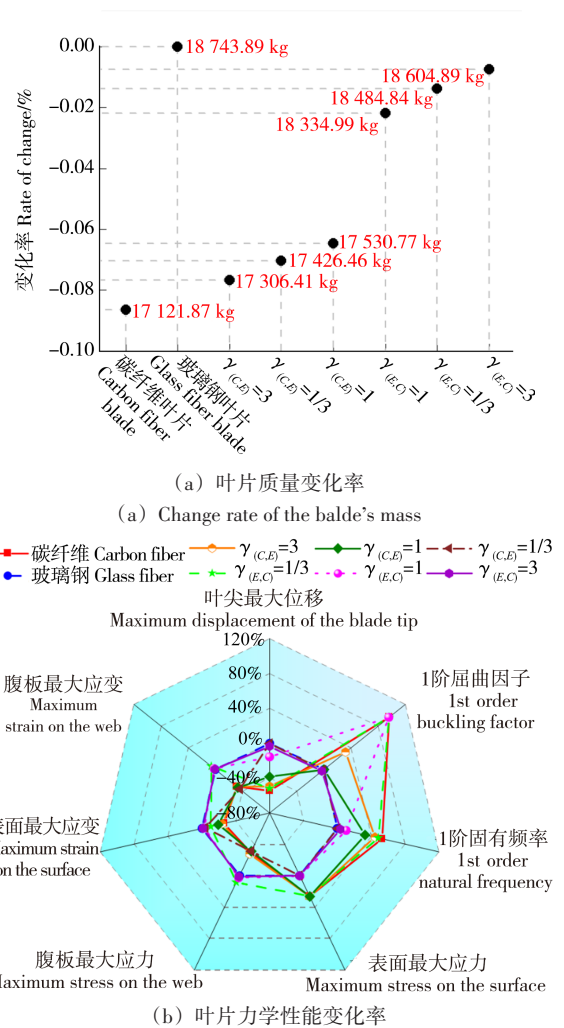 0.00
−0.02
−0.04
−0.06
−0.08
−0.10
变化率 Rate of change/%
18 743.89 kg
18 604.89 kg
18 484.84 kg
18 334.99 kg
17 530.77 kg
17 426.46 kg
17 306.41 kg
17 121.87 kg
碳纤维叶片
Carbon fiber
blade
玻璃钢叶片
Glass fiber blade
γ (C,E)=3
γ (C,E)=1/3
γ (C,E)=1
γ (E,C)=1
γ (E,C)=1/3
γ (E,C)=3
（a）叶片质量变化率
（a）Change rate of the balde's mass
碳纤维 Carbon fiber
γ (C,E)=3
γ (C,E)=1
γ (C,E)=1/3
玻璃钢 Glass fiber
γ (E,C)=1/3
γ (E,C)=1
γ (E,C)=3
叶尖最大位移
Maximum displacement of the blade tip
120%
80%
40%
0%
−40%
−80%
1阶屈曲因子
1st order
buckling factor
1阶固有频率
1st order
natural frequency
表面最大应力
Maximum stress on the surface
腹板最大应力
Maximum stress on the web
表面最大应变
Maximum strain
on the surface
腹板最大应变
Maximum
strain on the web
（b）叶片力学性能变化率